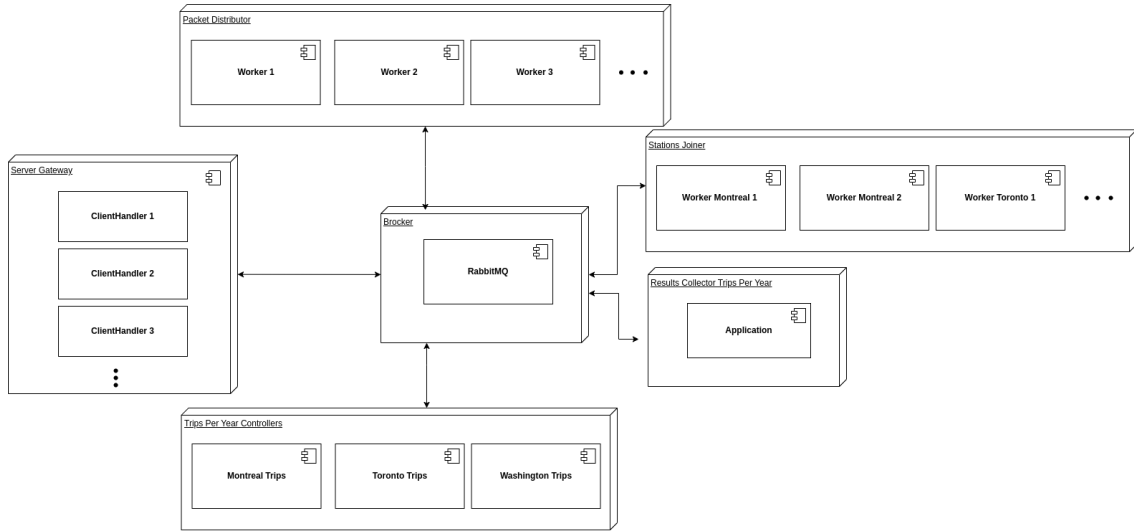 Packet Distributor
Worker 1
Worker 2
Worker 3
Stations Joiner
Worker Montreal 1
Worker Montreal 2
Worker Toronto 1
Server Gateway
ClientHandler 1
ClientHandler 2
ClientHandler 3
Brocker
RabbitMQ
Results Collector Trips Per Year
Application
Trips Per Year Controllers
Montreal Trips
Toronto Trips
Washington Trips